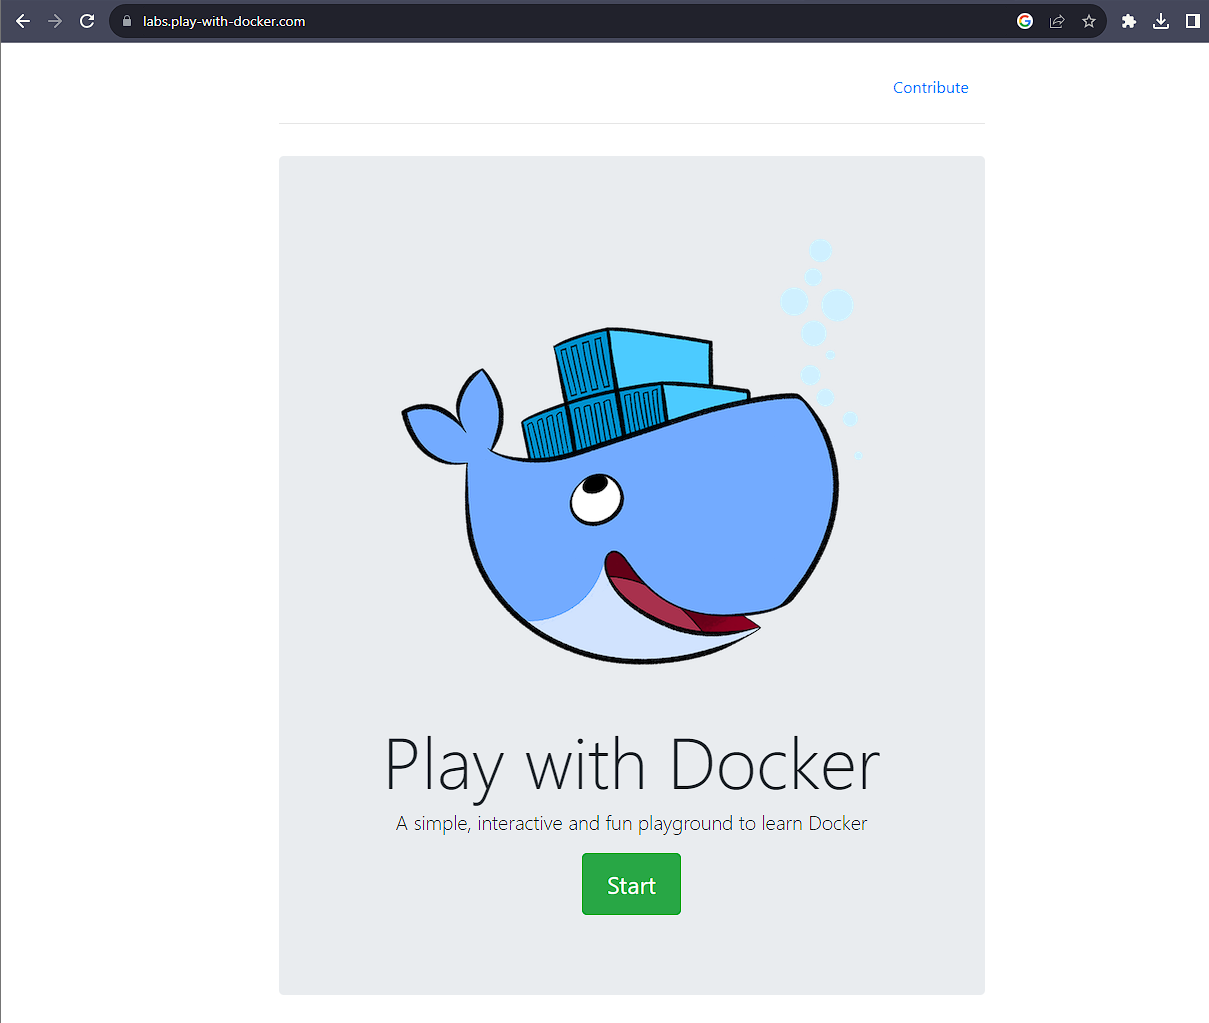 labs.play-with-docker.com
Contribute
Play with Docker
A simple, interactive and fun playground to learn Docker
Start